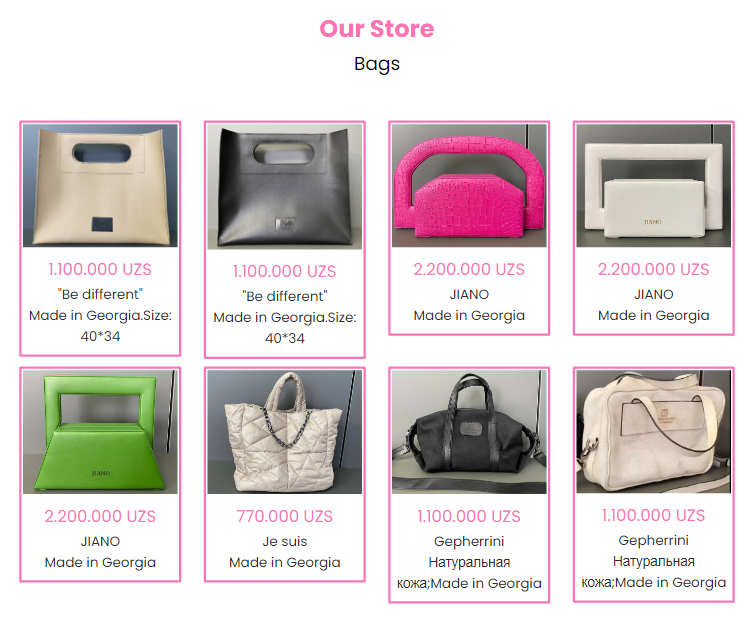 Our Store
Bags
1.100.000 UZS
"Be different"
Made in Georgia.Size:
40*34
1.100.000 UZS
"Be different"
Made in Georgia.Size:
40*34
2.200.000 UZS
JIANO
Made in Georgia
JIANO
2.200.000 UZS
JIANO
Made in Georgia
JIANO
2.200.000 UZS
JIANO
Made in Georgia
770.000 UZS
Je suis
Made in Georgia
1.100.000 UZS
Gepherrini
Натуральная
кожа;Made in Georgia
1.100.000 UZS
Gepherrini
Натуральная
кожа;Made in Georgia